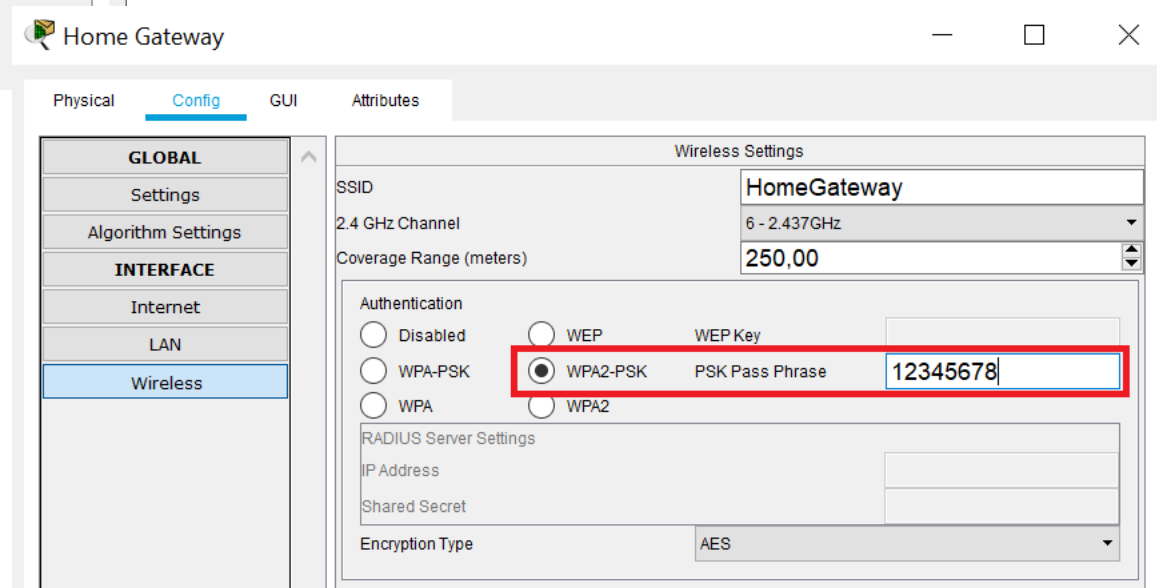 Home Gateway
Physical Config GUI Attributes
GLOBAL
Settings
Algorithm Settings
INTERFACE
Internet
LAN
Wireless
Wireless Settings
SSID HomeGateway
2.4 GHz Channel 6 - 2.437GHz
Coverage Range (meters) 250,00
Authentication
Disabled WEP WEP Key
WPA-PSK WPA2-PSK PSK Pass Phrase 12345678
WPA WPA2
RADIUS Server Settings
IP Address
Shared Secret
Encryption Type AES